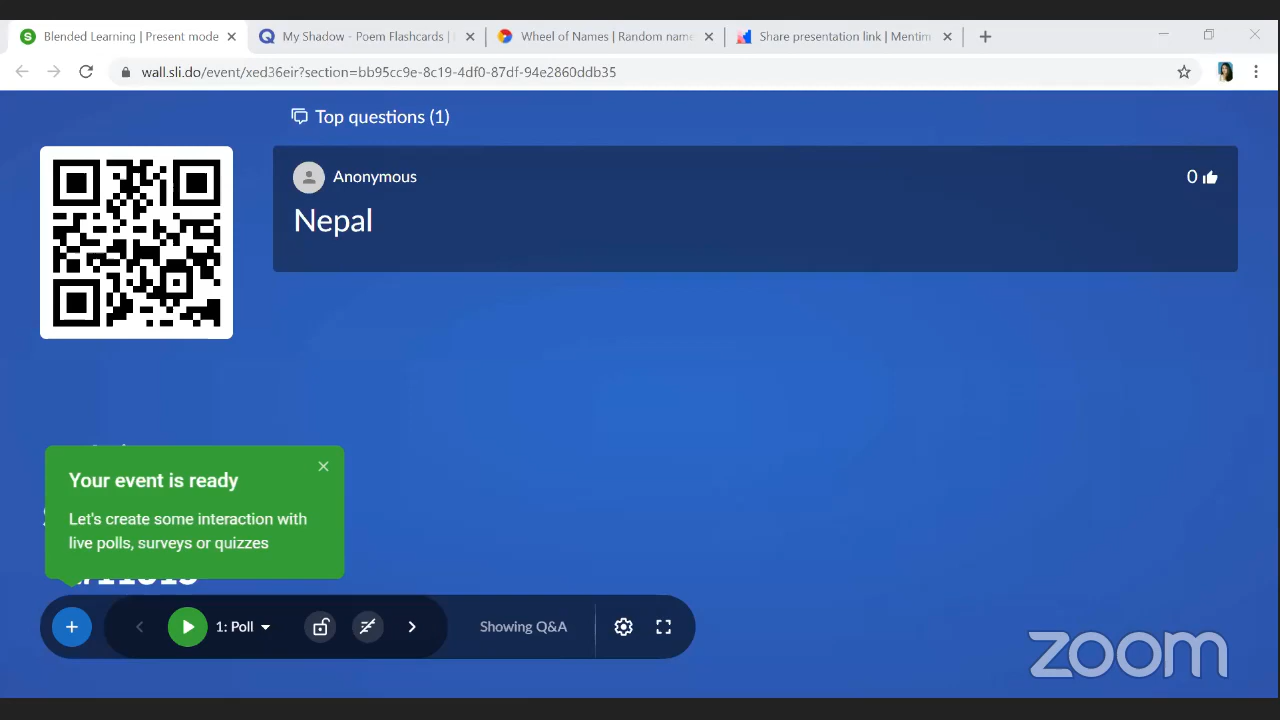 Blended Learning | Present mode
My Shadow - Poem Flashcards |
Wheel of Names | Random name
Share presentation link | Mentim
wall.sli.do/event/xed36eir?section=bb95cc9e-8c19-4df0-87df-94e2860ddb35
Top questions (1)
Anonymous
0
Nepal
Your event is ready
Let's create some interaction with
live polls, surveys or quizzes
1: Poll
Showing Q&A
zoom